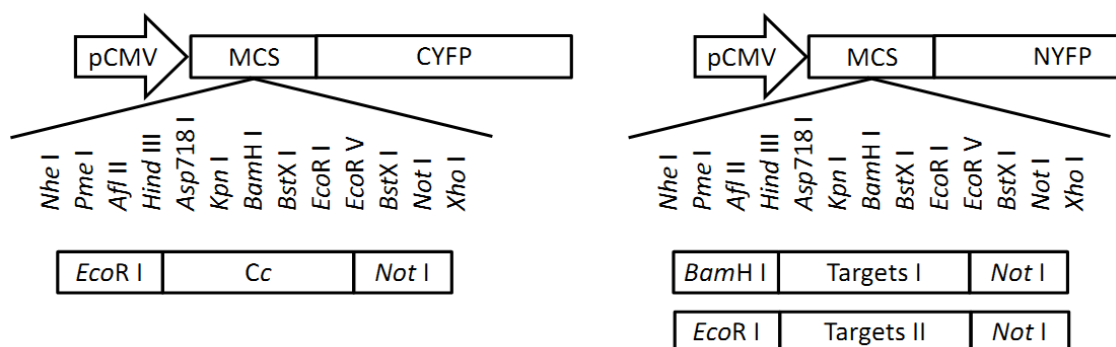 pCMV MCS CYFP
Nhe I
Pme I
Afl II
Hind III
Asp718 I
Kpn I
BamH I
BstX I
EcoR I
EcoR V
BstX I
Not I
Xho I
EcoR I Cc Not I
pCMV MCS NYFP
Nhe I
Pme I
Afl II
Hind III
Asp718 I
Kpn I
BamH I
BstX I
EcoR I
EcoR V
BstX I
Not I
Xho I
BamH I Targets I Not I
EcoR I Targets II Not I